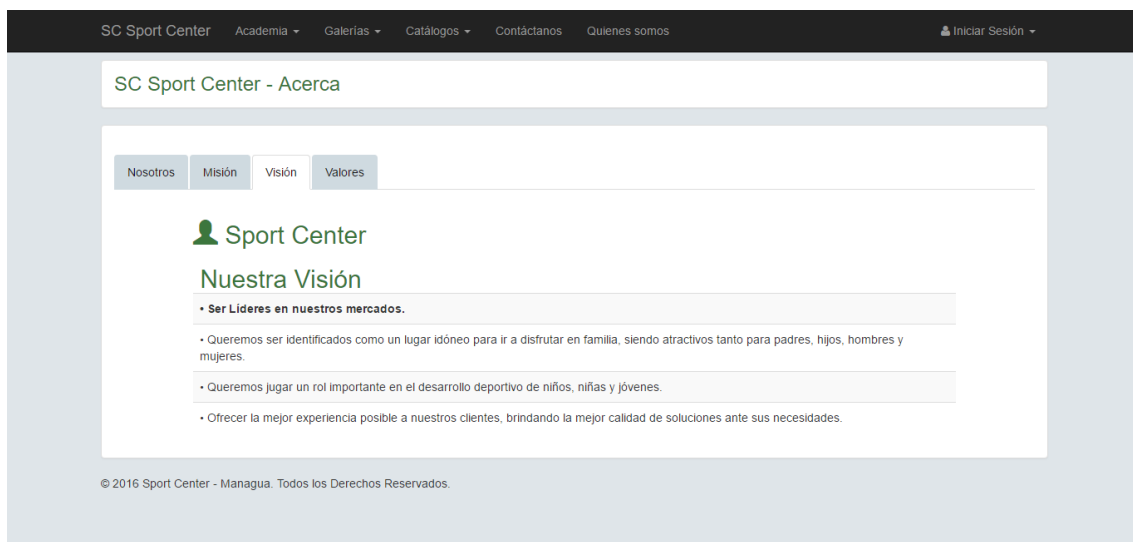 SC Sport Center Academia Galerías Catálogos Contáctanos Quienes somos Iniciar Sesión
SC Sport Center - Acerca
Nosotros Misión Visión Valores
Sport Center
Nuestra Visión
• Ser Líderes en nuestros mercados.
• Queremos ser identificados como un lugar idóneo para ir a disfrutar en familia, siendo atractivos tanto para padres, hijos, hombres y
mujeres.
• Queremos jugar un rol importante en el desarrollo deportivo de niños, niñas y jóvenes.
• Ofrecer la mejor experiencia posible a nuestros clientes, brindando la mejor calidad de soluciones ante sus necesidades.
© 2016 Sport Center - Managua. Todos los Derechos Reservados.